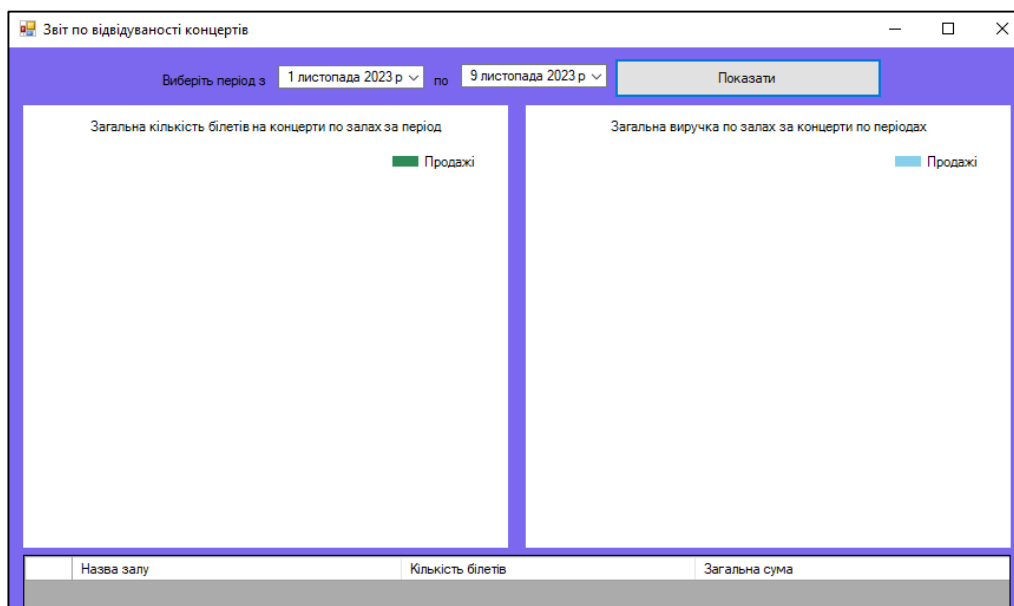 Звіт по відвідуваності концертів
Виберіть період з 1 листопада 2023 р по 9 листопада 2023 р Показати
Загальна кількість білетів на концерти по залах за період
Продажі
Загальна виручка по залах за концерти по періодах
Продажі
Назва залу Кількість білетів Загальна сума